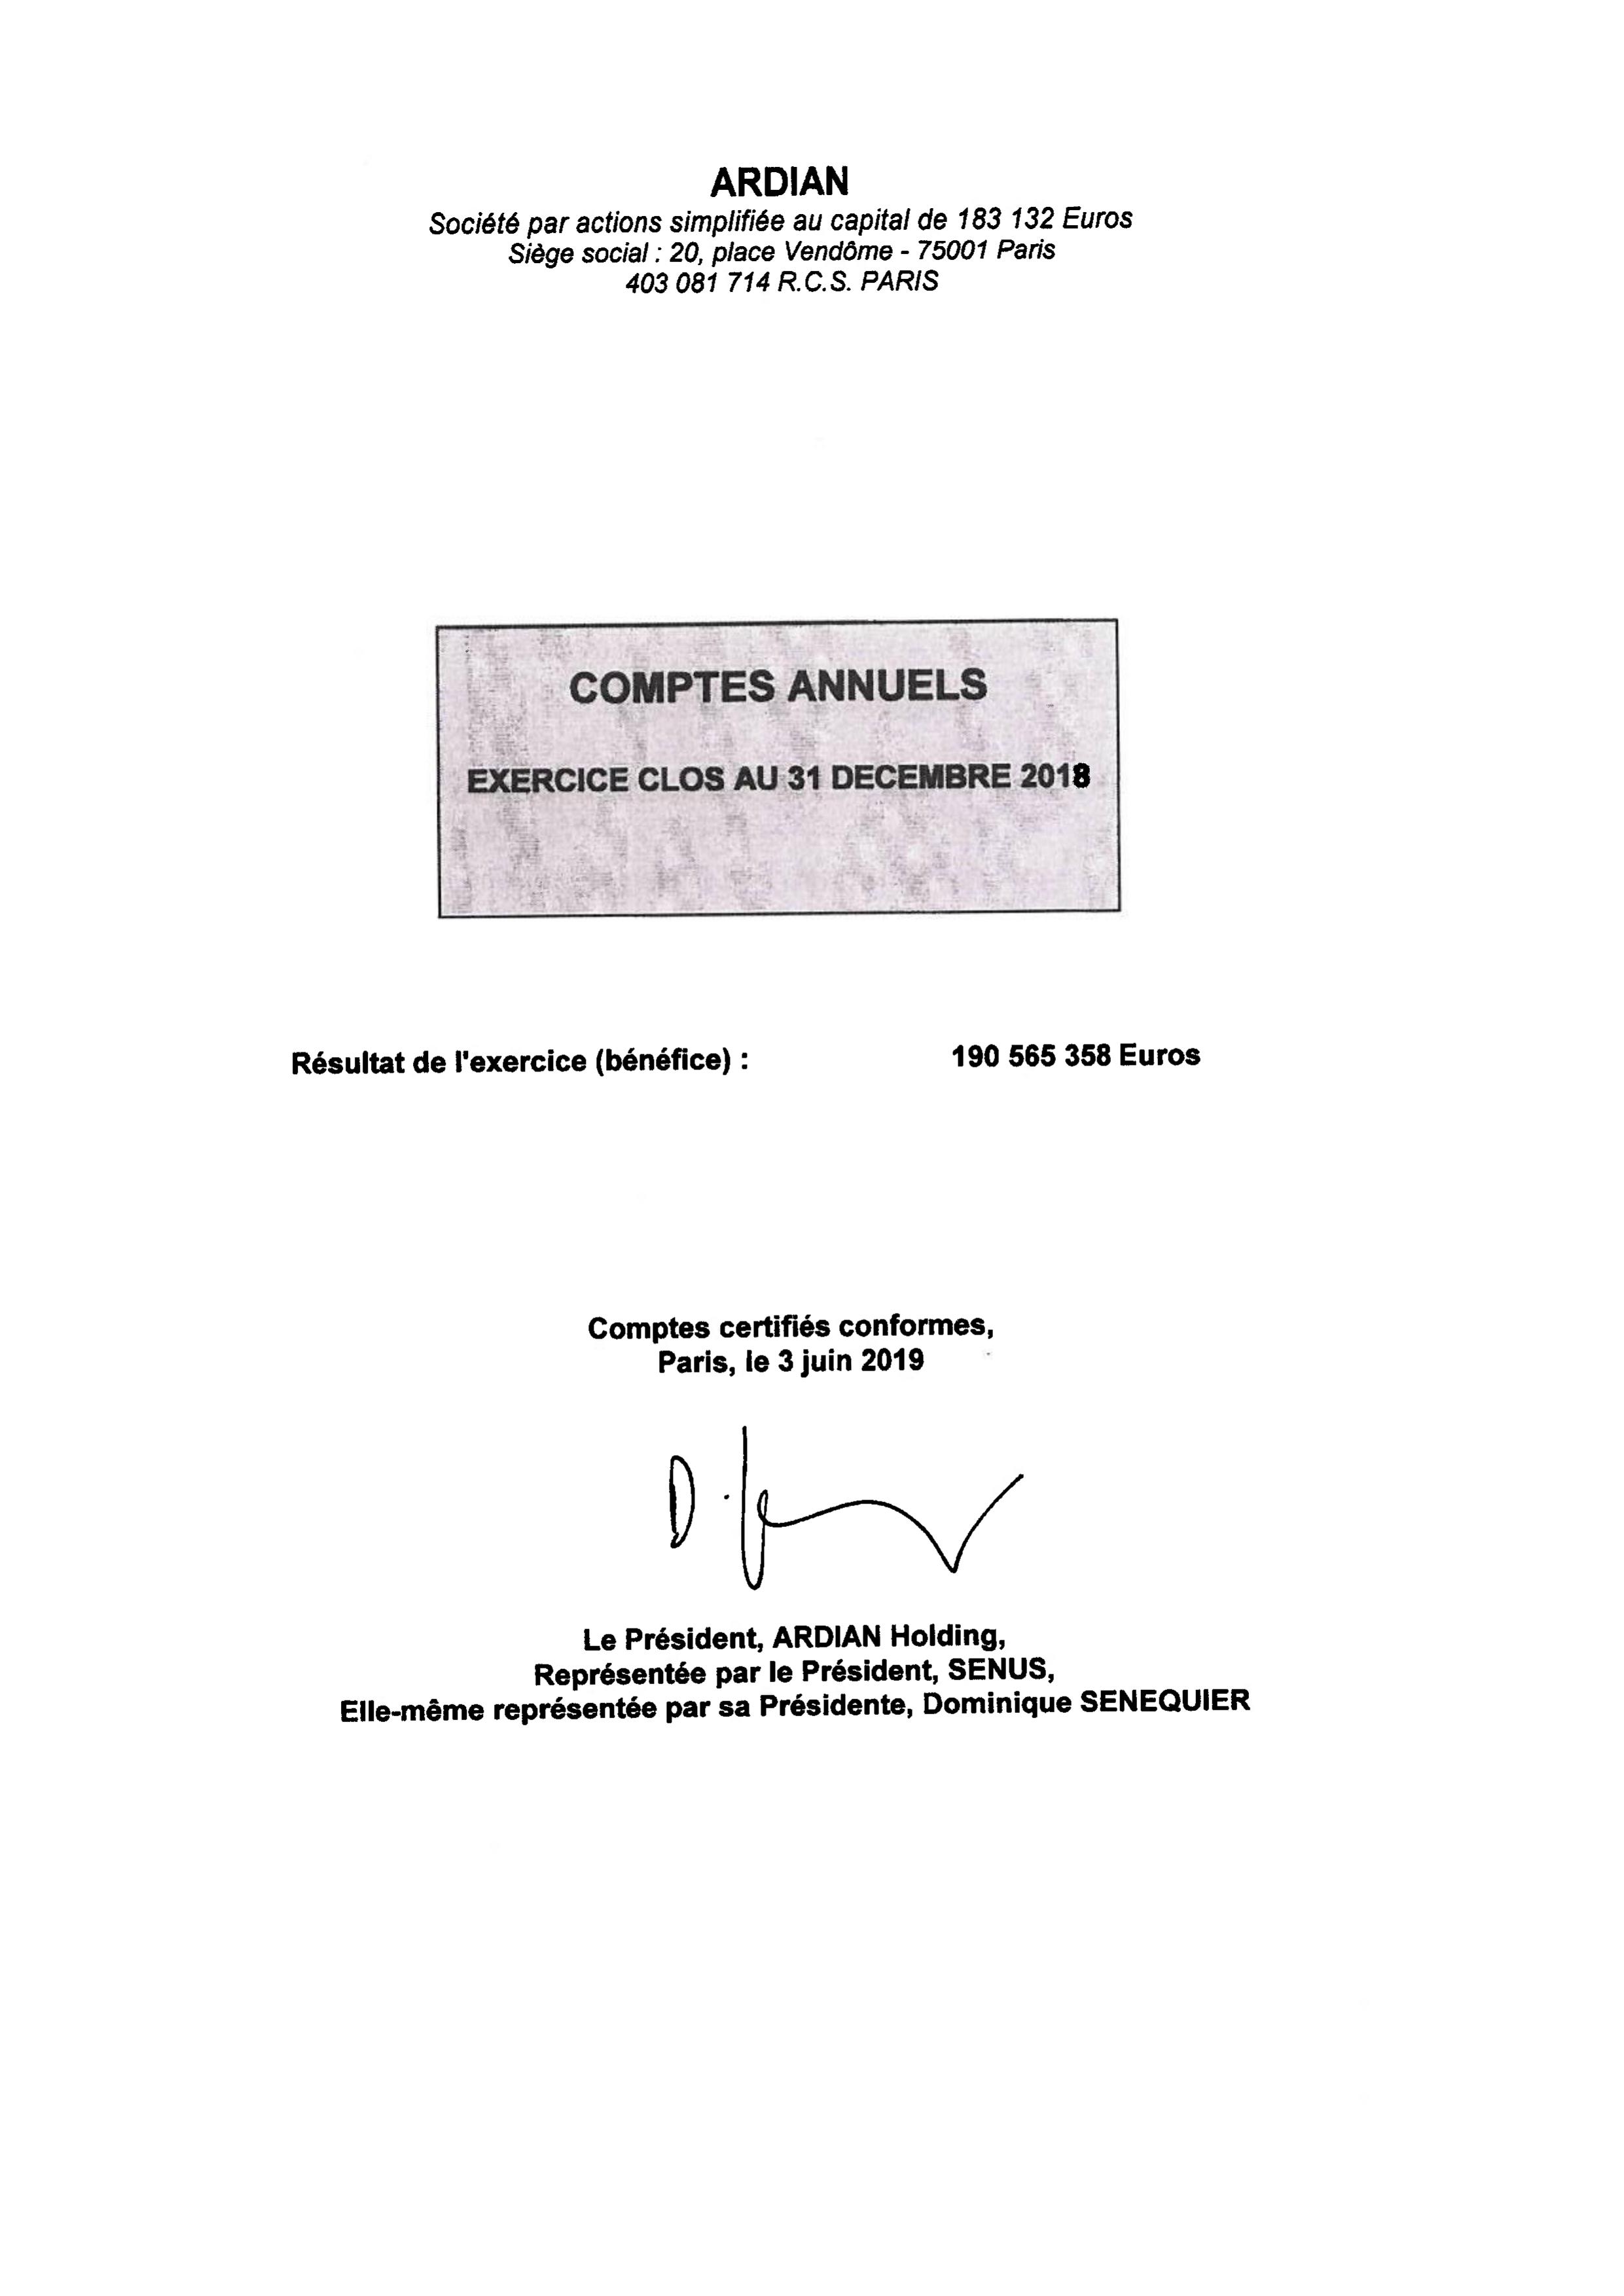 ARDIAN
Société par actions simplifiée au capital de 183 132 Euros
Siège social : 20, place Vendôme - 75001 Paris
403 081 714 R.C.S. PARIS
COMPTES ANNUELS
EXERCICE CLOS AU 31 DECEMBRE 2018
Résultat de l'exercice (bénéfice) : 190 565 358 Euros
Comptes certifiés conformes,
Paris, le 3 juin 2019
Le Président, ARDIAN Holding,
Représentée par le Président, SENUS,
Elle-même représentée par sa Présidente, Dominique SENEQUIER